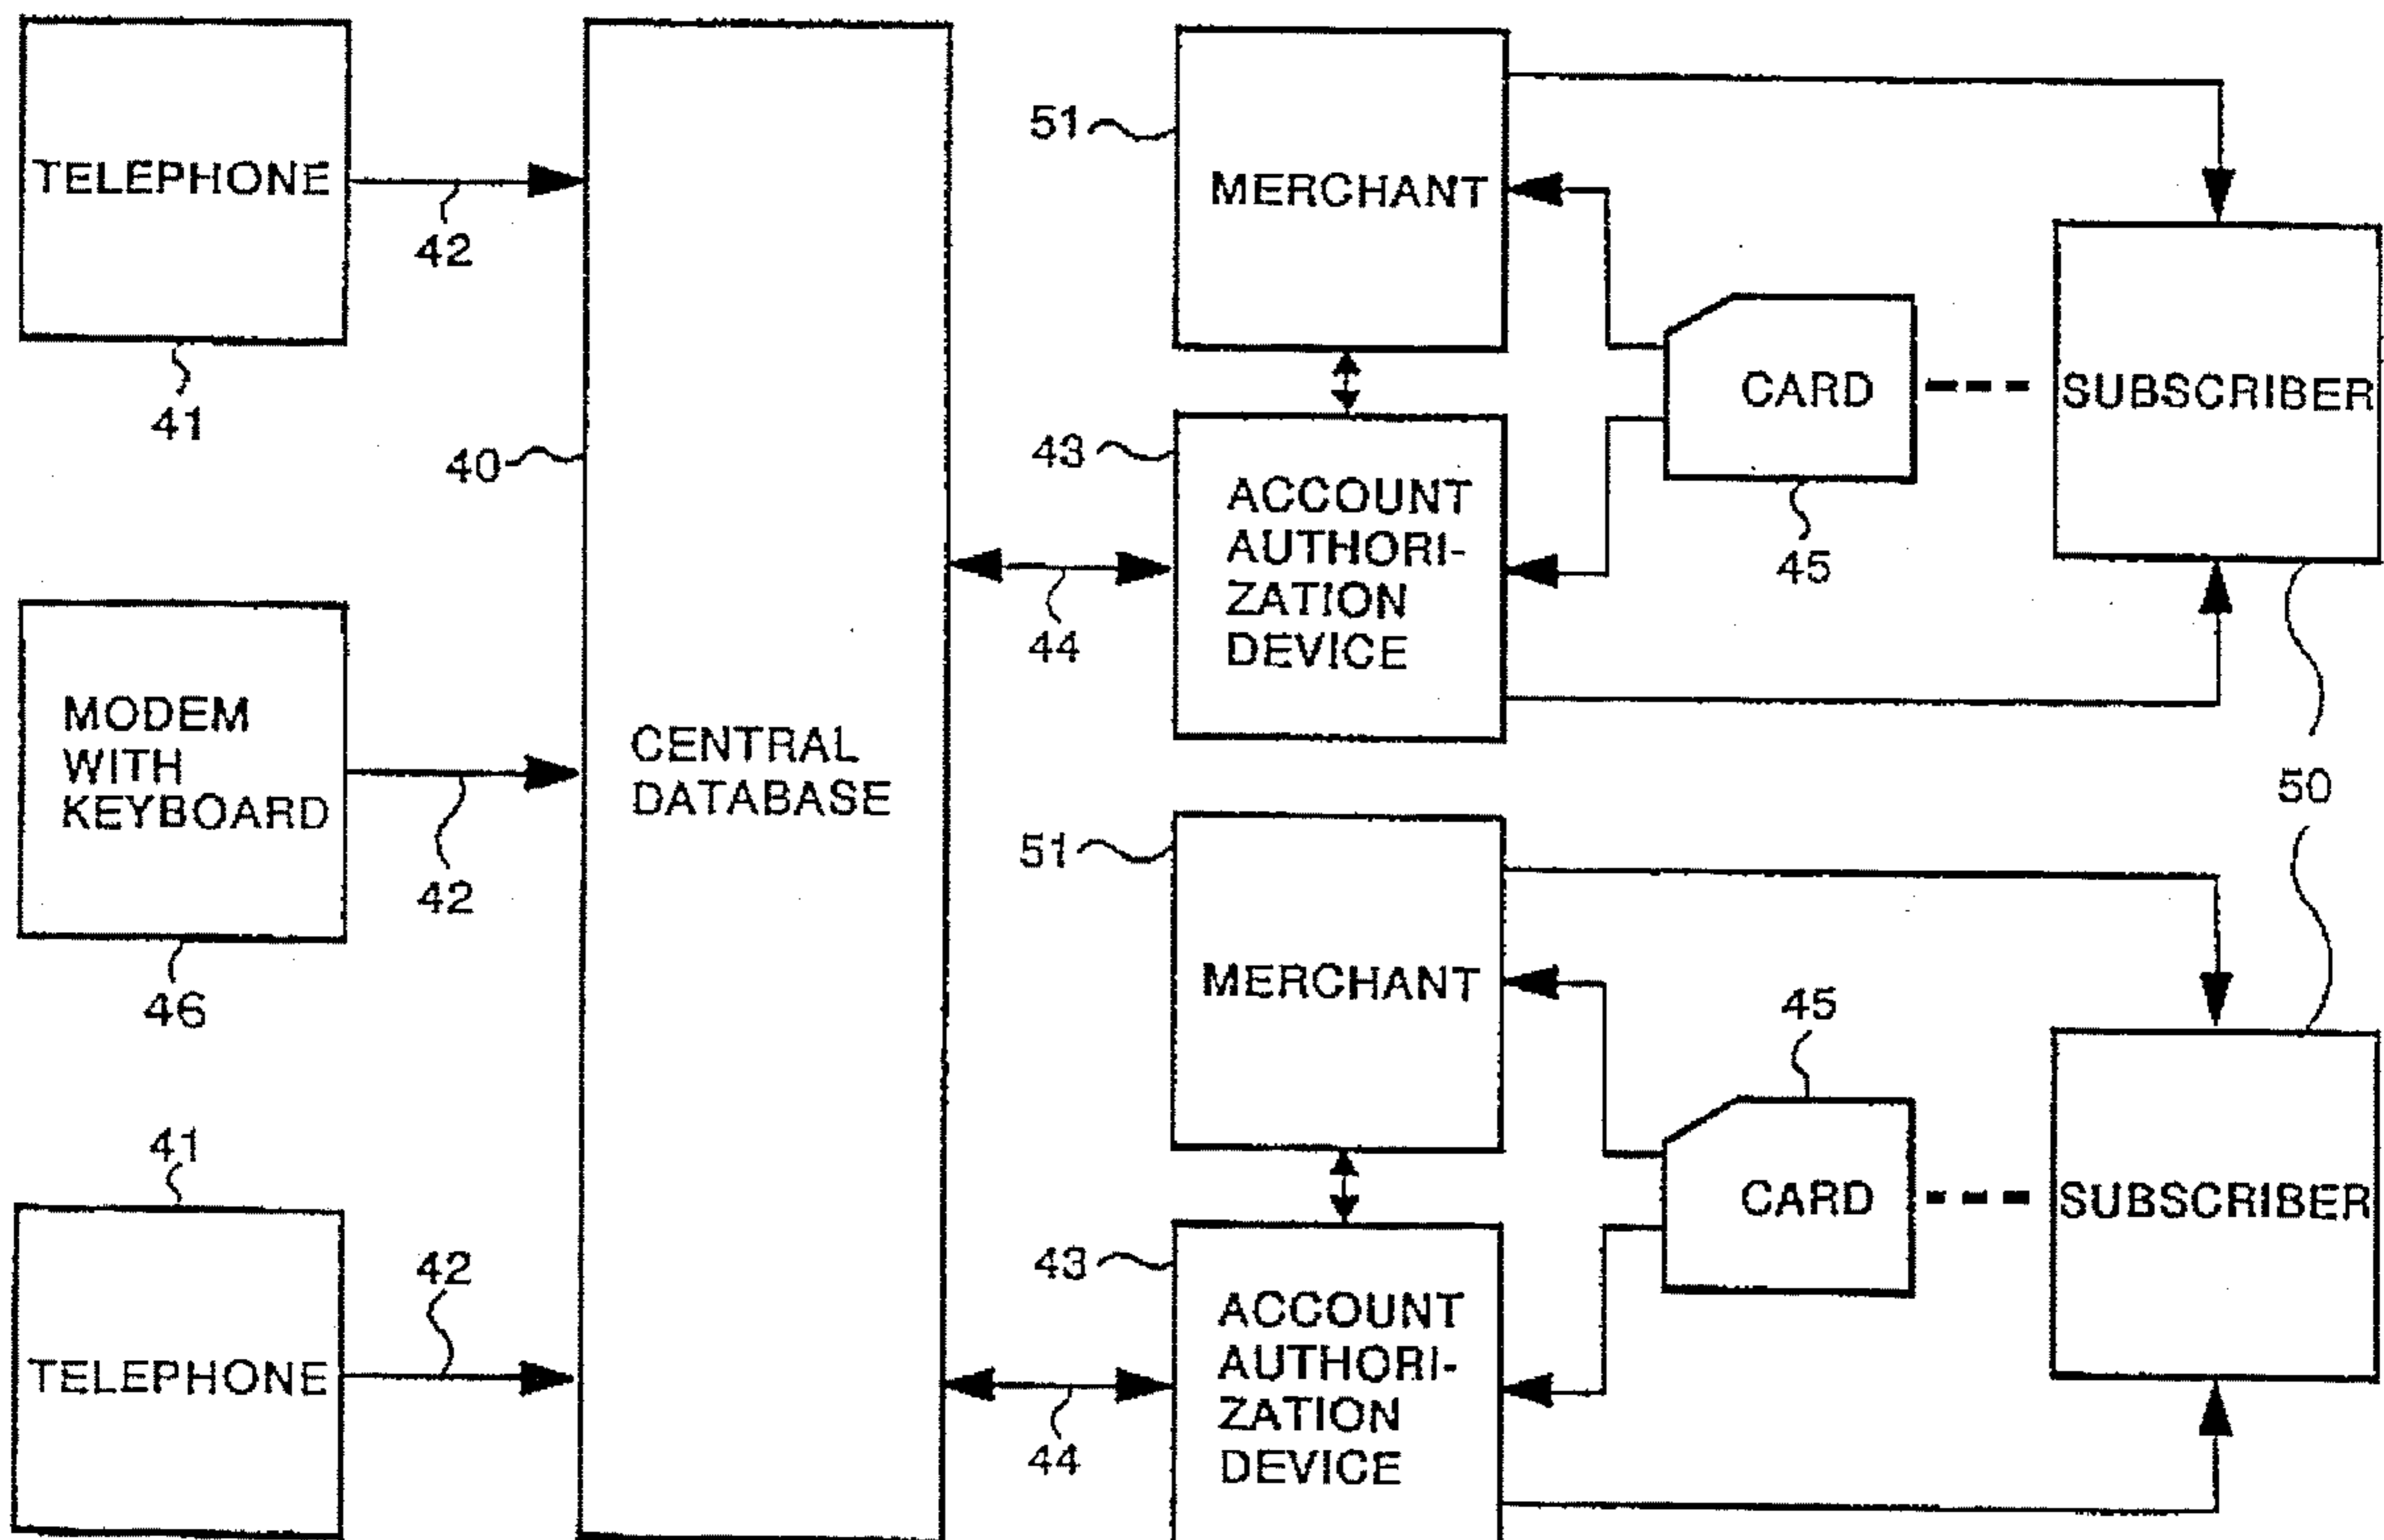 TELEPHONE
42
41
MODEM
WITH
KEYBOARD
42
46
41
TELEPHONE
42
40
CENTRAL
DATABASE
51
MERCHANT
43
ACCOUNT
AUTHORI-
ZATION
DEVICE
44
CARD
45
SUBSCRIBER
50
51
MERCHANT
43
ACCOUNT
AUTHORI-
ZATION
DEVICE
44
45
CARD
SUBSCRIBER